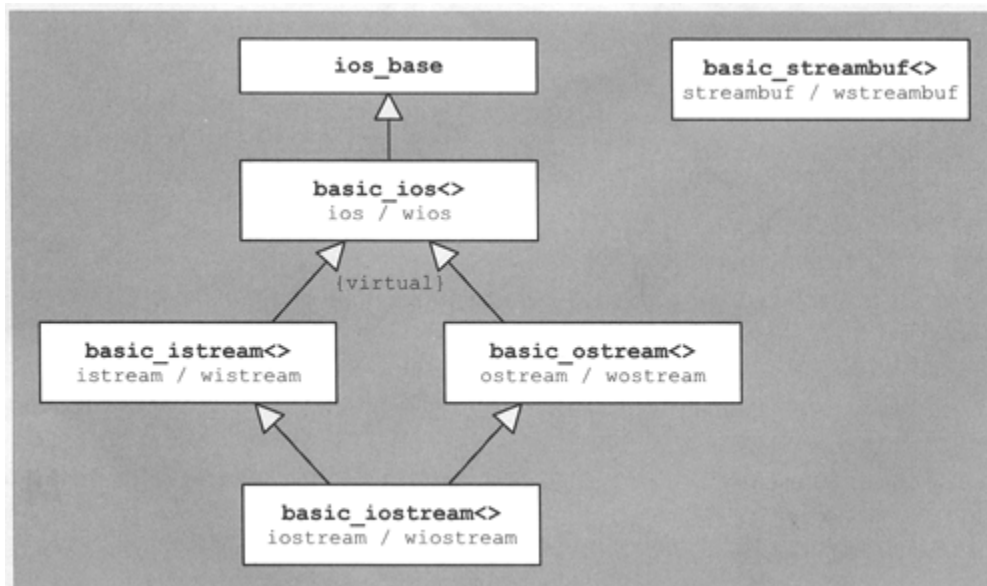 ios_base
basic_streambuf<>
streambuf / wstreambuf
basic_ios<>
ios / wios
{virtual}
basic_istream<>
istream / wistream
basic_ostream<>
ostream / wostream
basic_iostream<>
iostream / wiostream